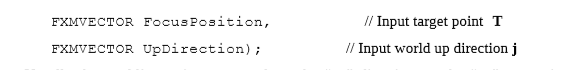 FXMVECTOR FocusPosition, // Input target point T
FXMVECTOR UpDirection); // Input world up direction j